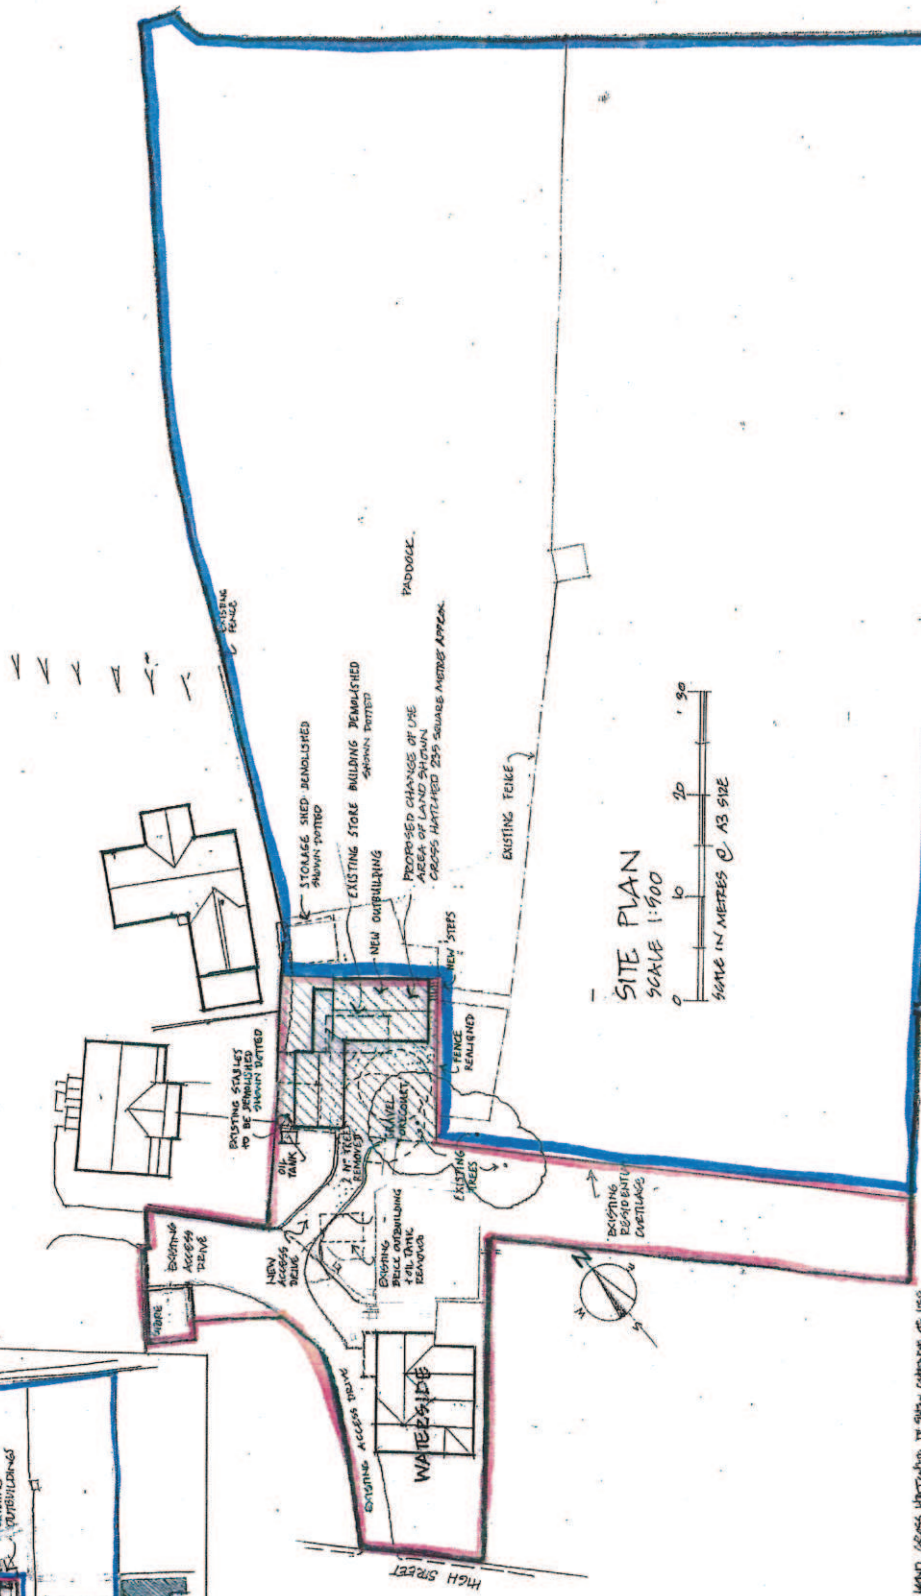 EXISTING
FENCE
STORAGE SHED DEMOLISHED
SHOWN DOTTED
EXISTING STORE BUILDING DEMOLISHED
SHOWN DOTTED
NEW OUTBUILDING
PROPOSED CHANGE OF USE
AREA OF LAND SHOWN
CROSS HATCHED 235 SQUARE METRES APPROX.
PADDOCK.
NEW STEPS
EXISTING FENCE
FENCE
REALIGNED
EXISTING STABLES
TO BE DEMOLISHED
SHOWN DOTTED
OIL
TANK
2 No TREES
REMOVED
GRAVEL
FORECOURT
EXISTING
TREES
EXISTING
RESIDENTIAL
CURTILAGE
EXISTING
ACCESS
DRIVE
STORE
NEW
ACCESS
DRIVE
EXISTING
BRICK OUTBUILDING
+ OIL TANK
REMOVED
EXISTING ACCESS DRIVE
WATERSIDE
HIGH STREET
N
W
S
SITE PLAN
SCALE 1:500
0 10 20 30
SCALE IN METRES @ A3 SIZE
OUTBUILDINGS